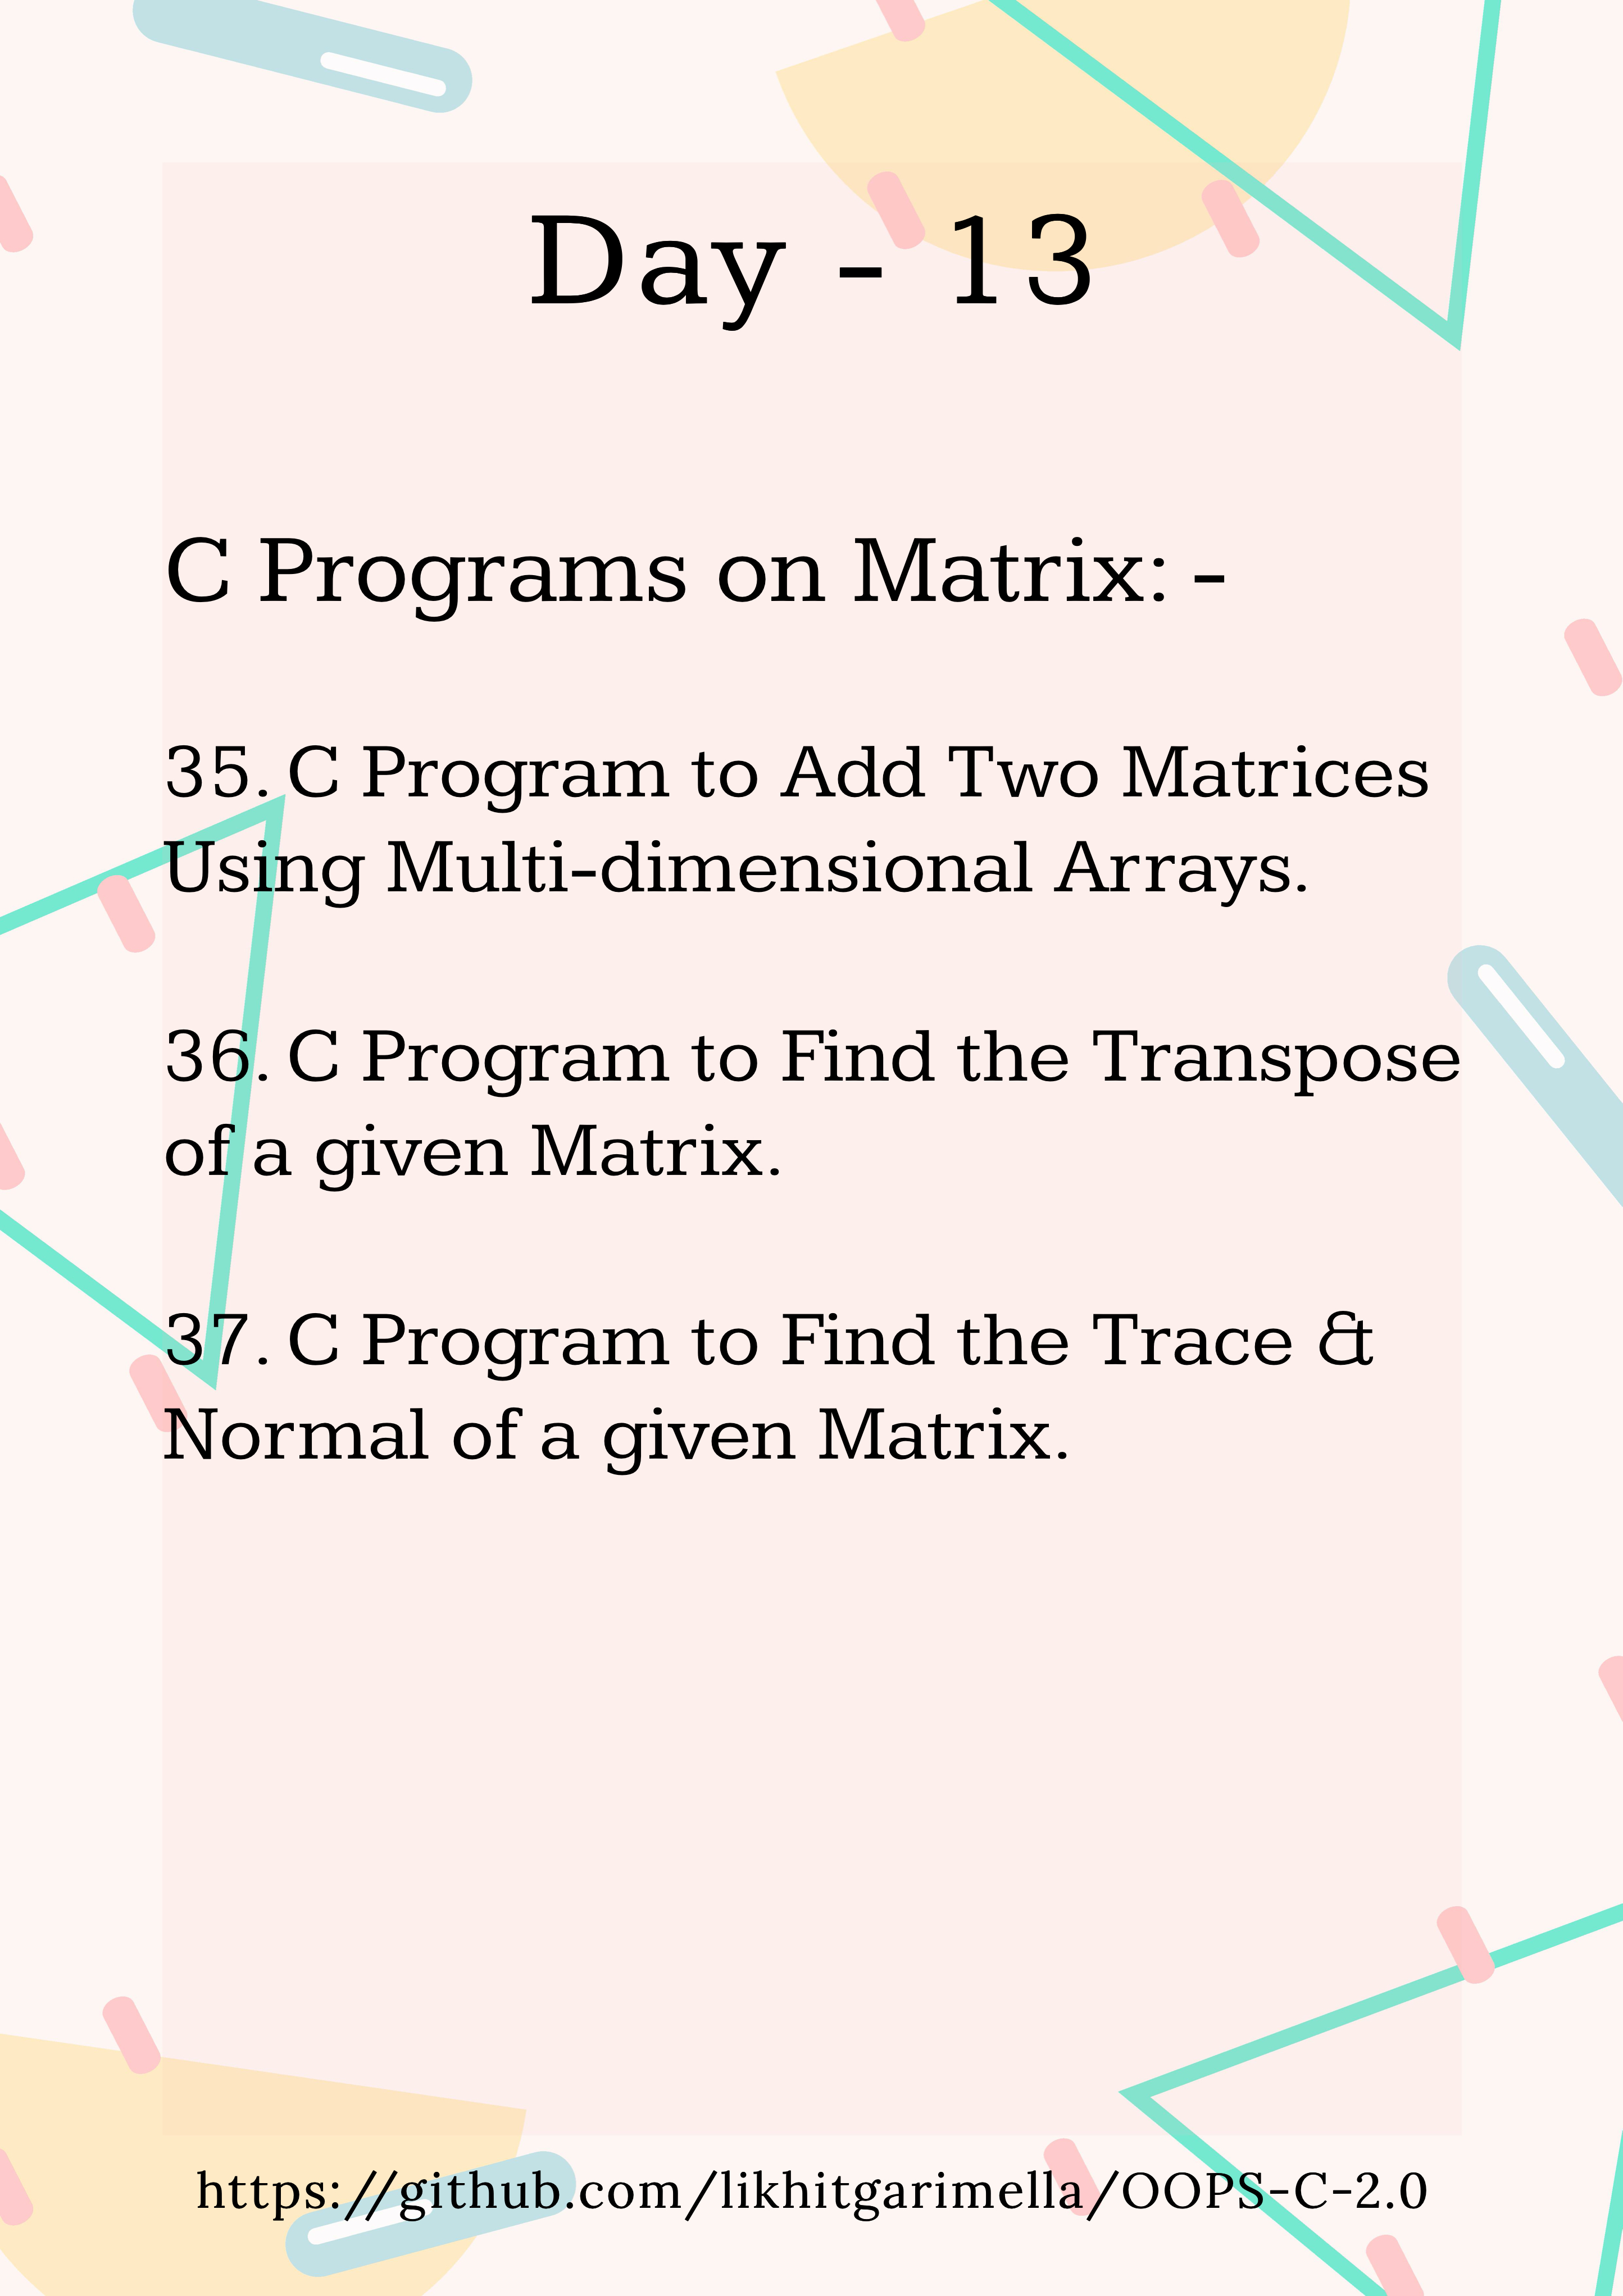 Day - 13
C Programs on Matrix: -
35. C Program to Add Two Matrices
Using Multi-dimensional Arrays.
36. C Program to Find the Transpose
of a given Matrix.
37. C Program to Find the Trace &
Normal of a given Matrix.
https://github.com/likhitgarimella/OOPS-C-2.0